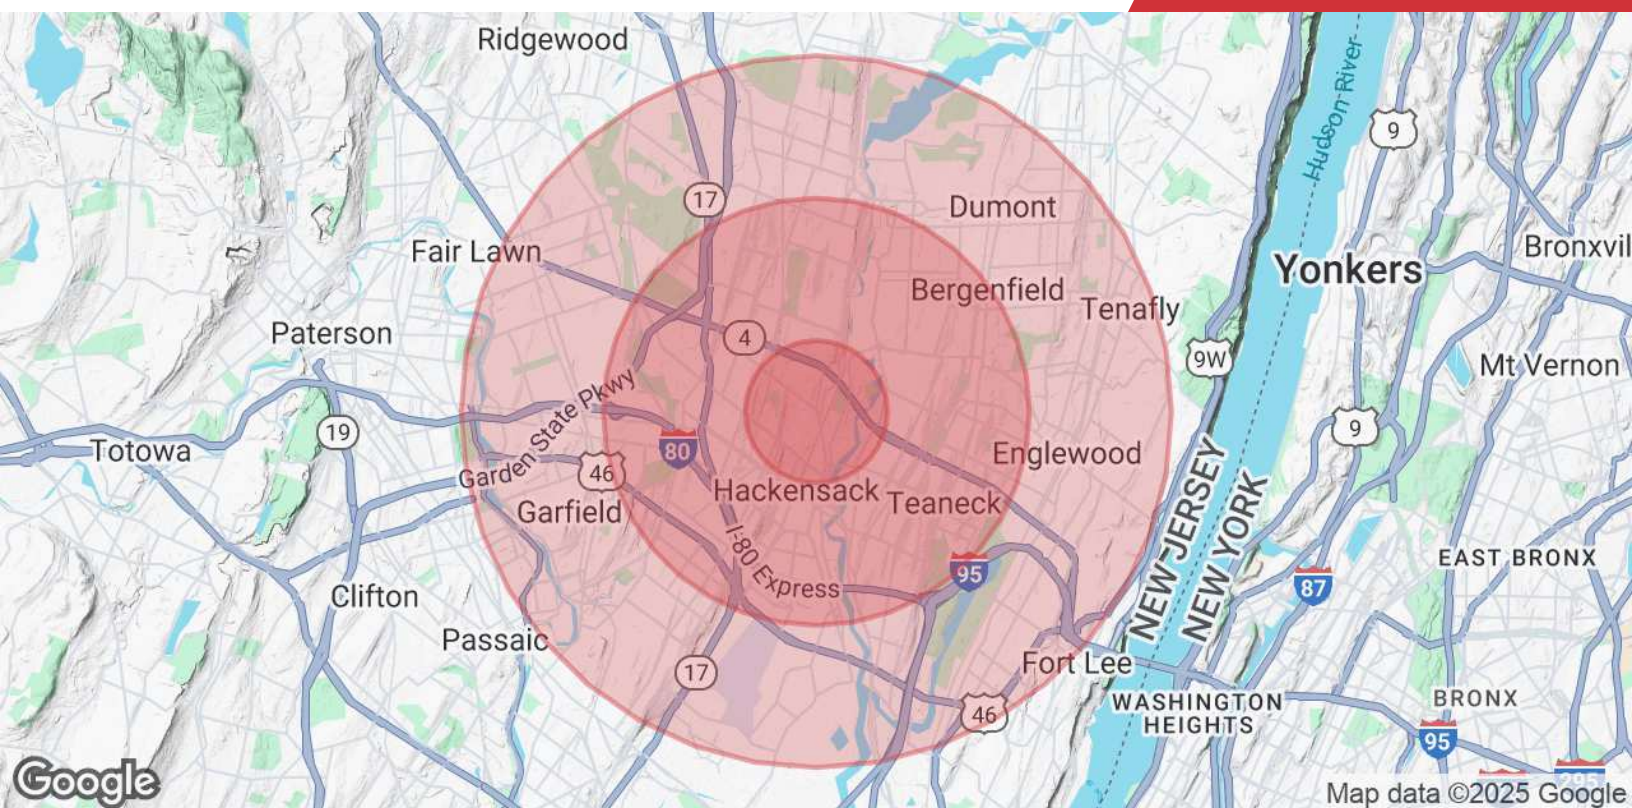 Ridgewood
Hudson River
9
17
Dumont
Fair Lawn
Bronxvil
Yonkers
Bergenfield
Tenafly
Paterson
4
9W
Mt Vernon
Garden State Pkwy
19
9
Totowa
80
Englewood
46
Hackensack
Teaneck
Garfield
NEW JERSEY
NEW YORK
I-80 Express
EAST BRONX
95
87
Clifton
Passaic
Fort Lee
17
WASHINGTON
HEIGHTS
BRONX
46
95
295
Google
Map data ©2025 Google